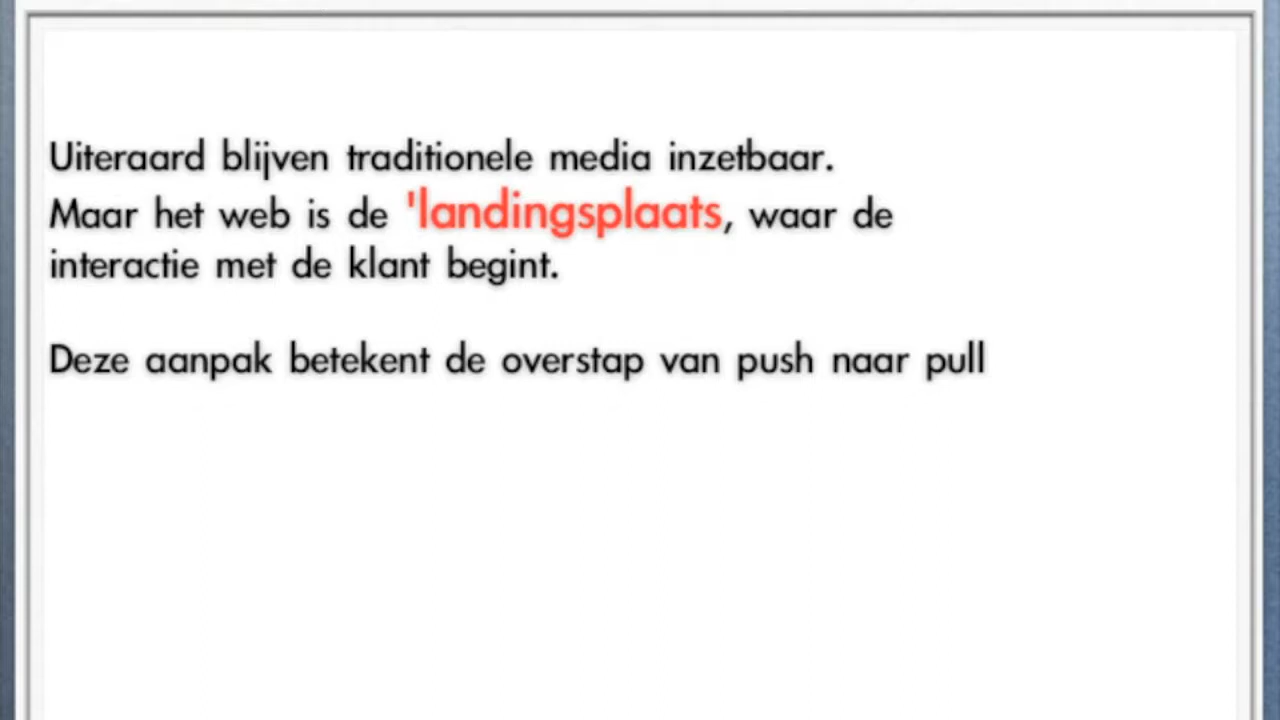 Uiteraard blijven traditionele media inzetbaar.
Maar het web is de 'landingsplaats, waar de
interactie met de klant begint.
Deze aanpak betekent de overstap van push naar pull